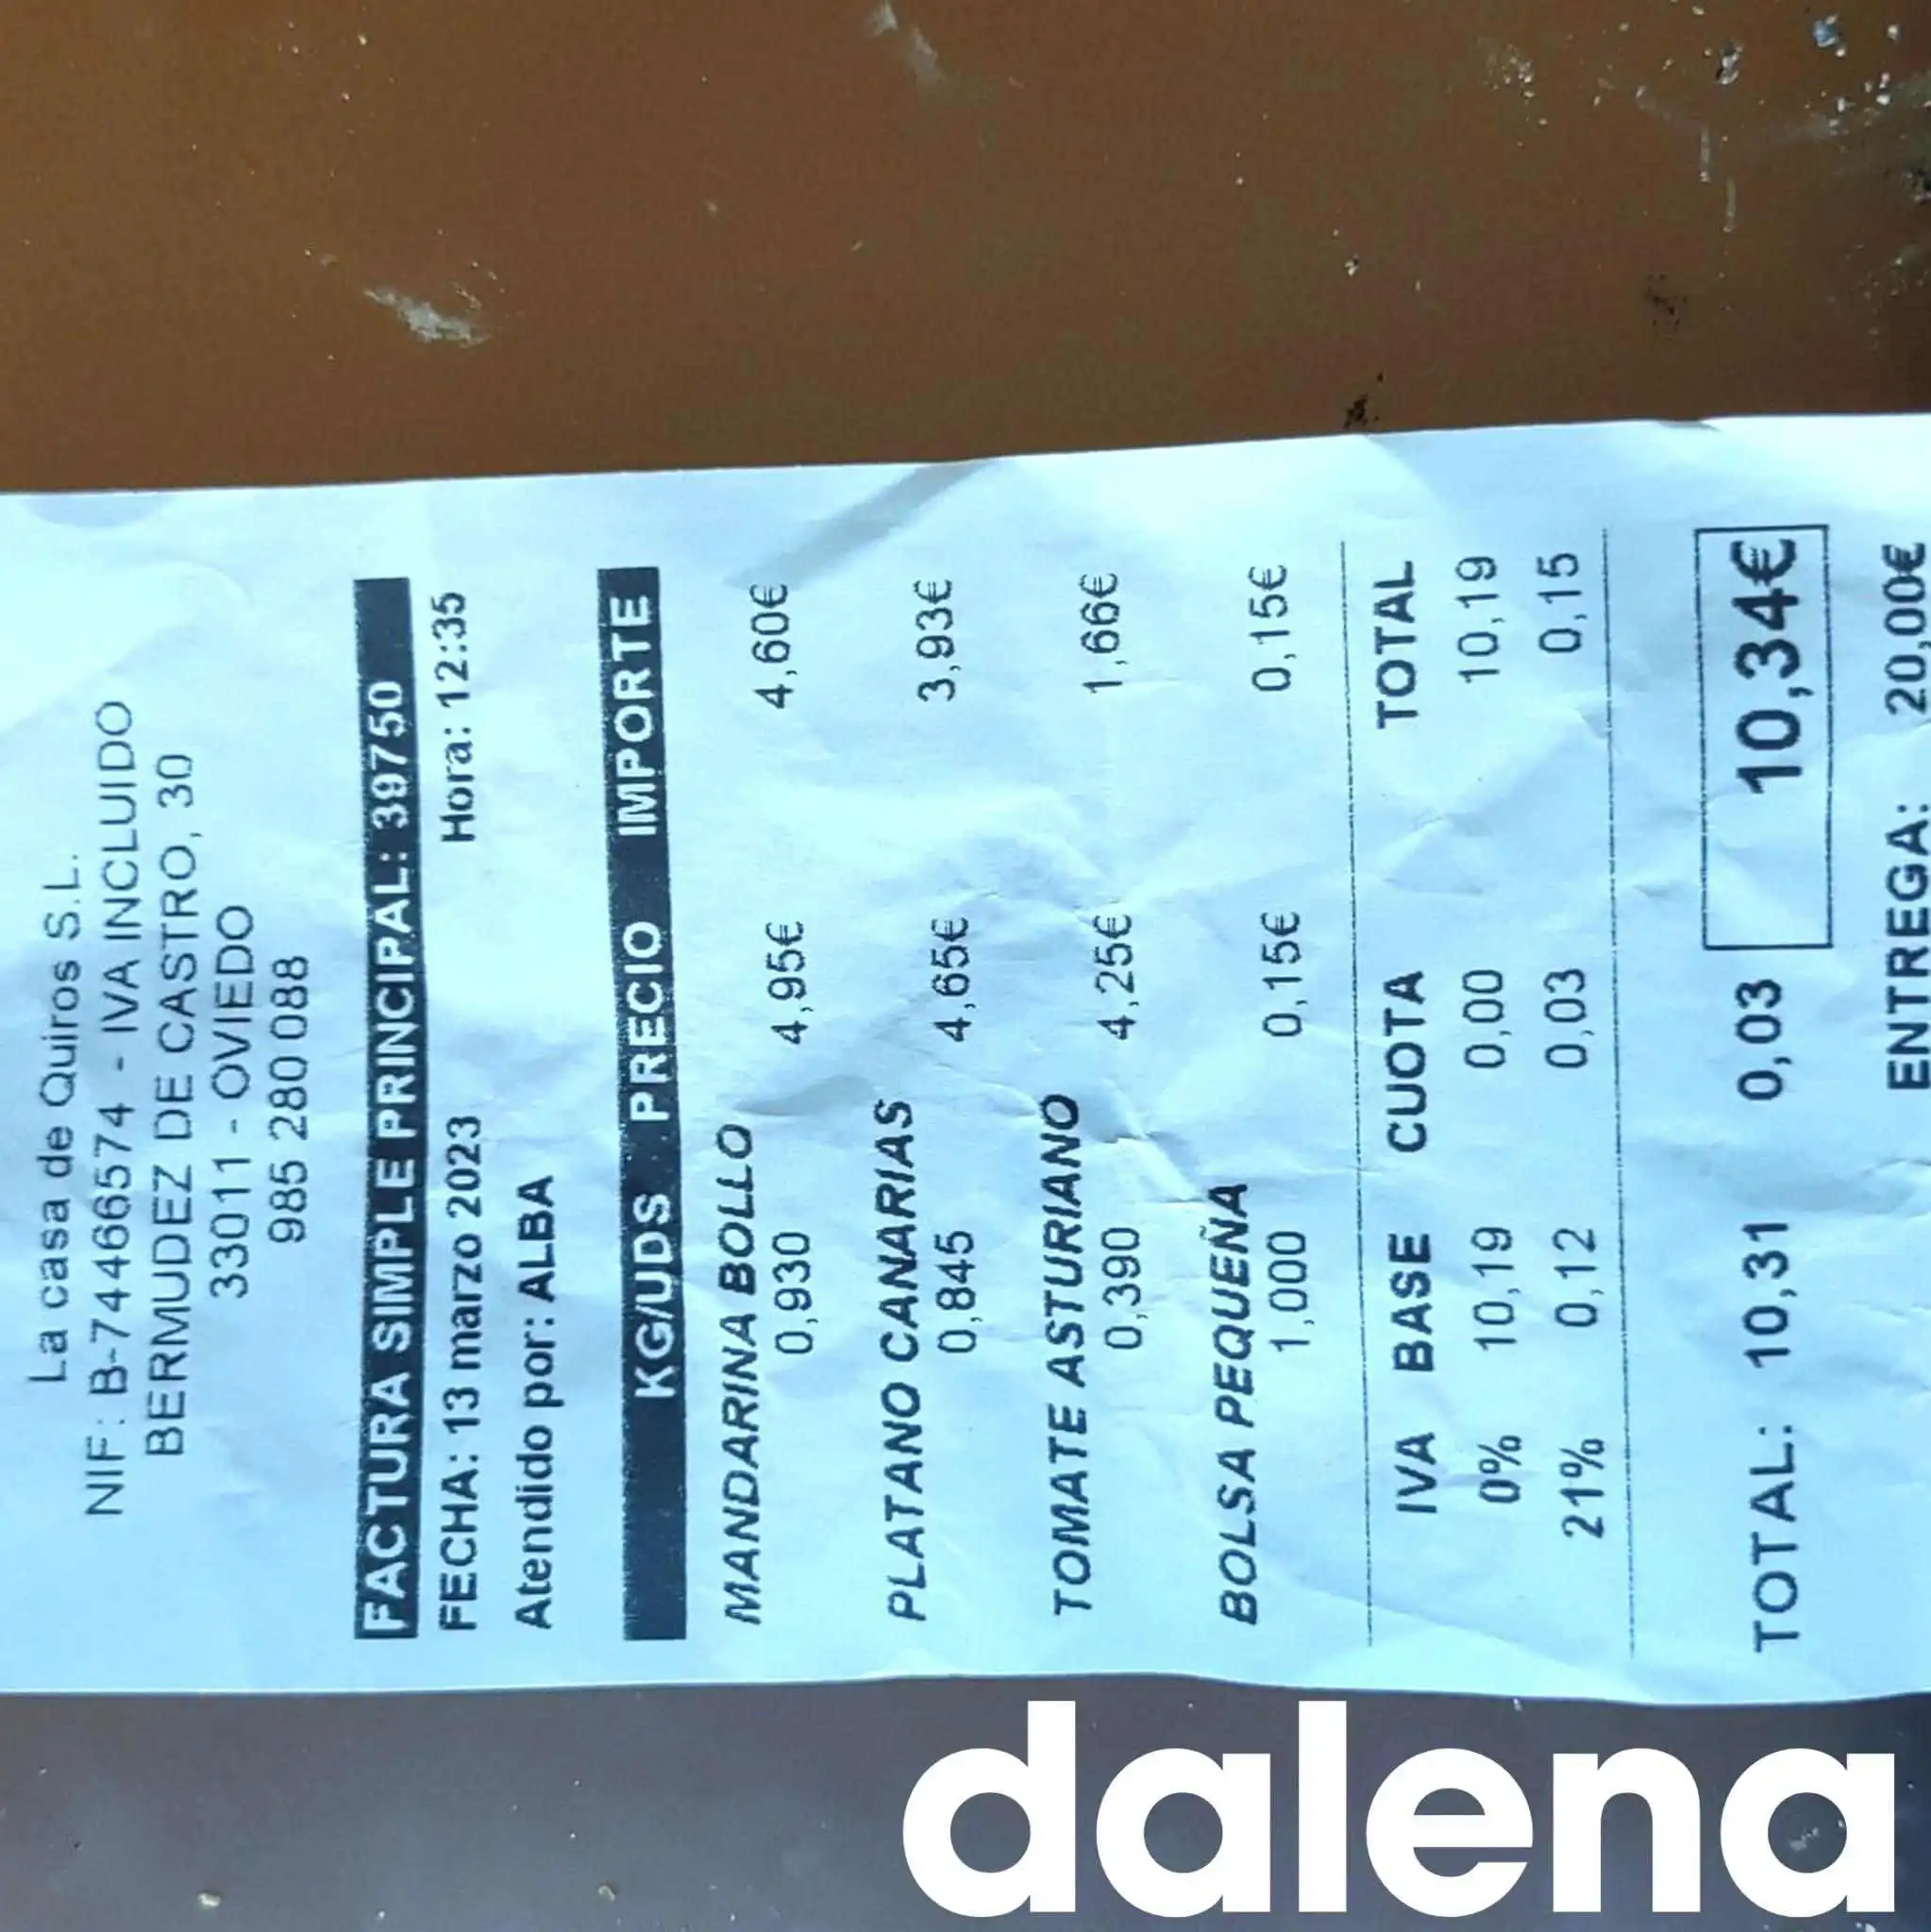 La casa de Quiros S.L.
NIF: B-74466574 - IVA INCLUIDO
BERMUDEZ DE CASTRO, 30
33011 - OVIEDO
985 280 088
FACTURA SIMPLE PRINCIPAL: 39750
FECHA: 13 marzo 2023 Hora: 12:35
Atendido por: ALBA
KG/UDS PRECIO IMPORTE
MANDARINA BOLLO
0,930 4,95€ 4,60€
PLATANO CANARIAS
0,845 4,65€ 3,93€
TOMATE ASTURIANO
0,390 4,25€ 1,66€
BOLSA PEQUEÑA
1,000 0,15€ 0,15€
IVA BASE CUOTA TOTAL
0% 10,19 0,00 10,19
21% 0,12 0,03 0,15
TOTAL: 10,31 0,03 10,34€
ENTREGA: 20,00€
dalena